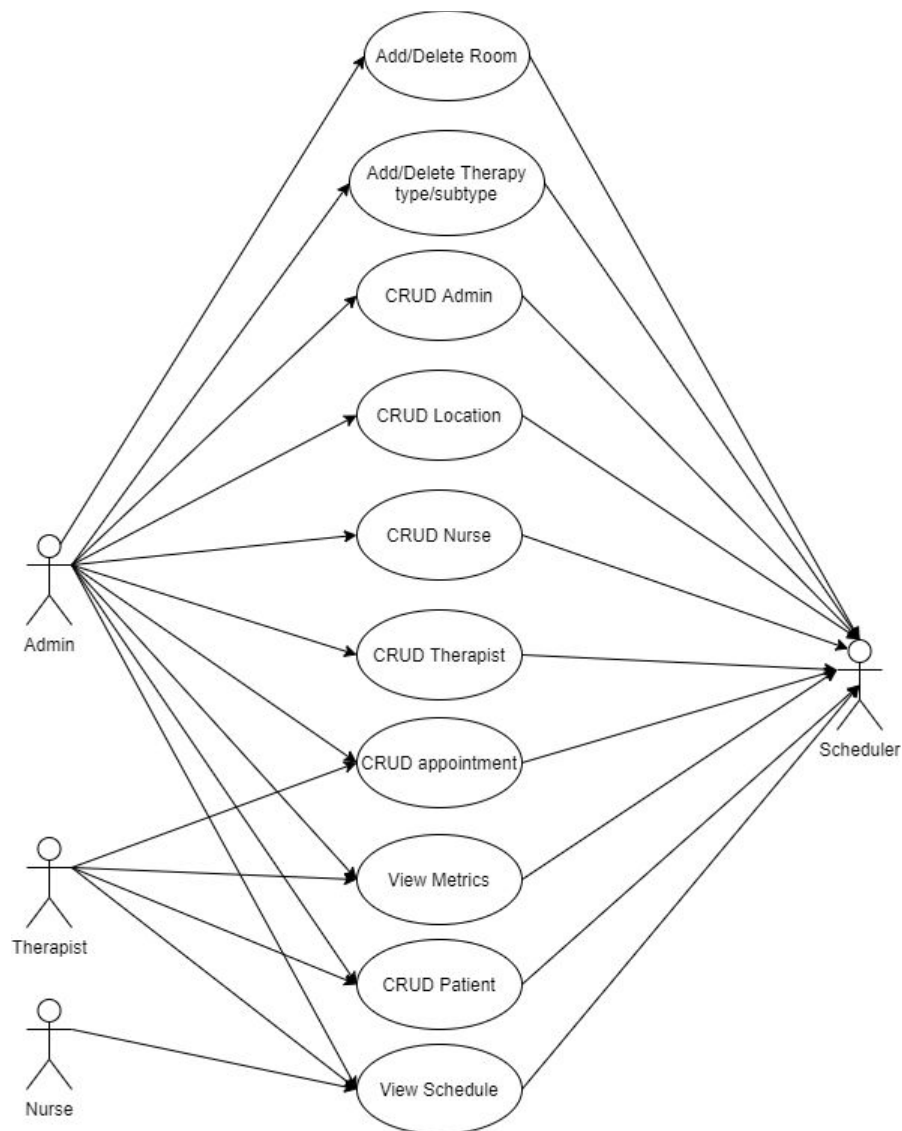 Add/Delete Room
Add/Delete Therapy
type/subtype
CRUD Admin
CRUD Location
CRUD Nurse
Admin
CRUD Therapist
Scheduler
CRUD appointment
View Metrics
Therapist
CRUD Patient
View Schedule
Nurse